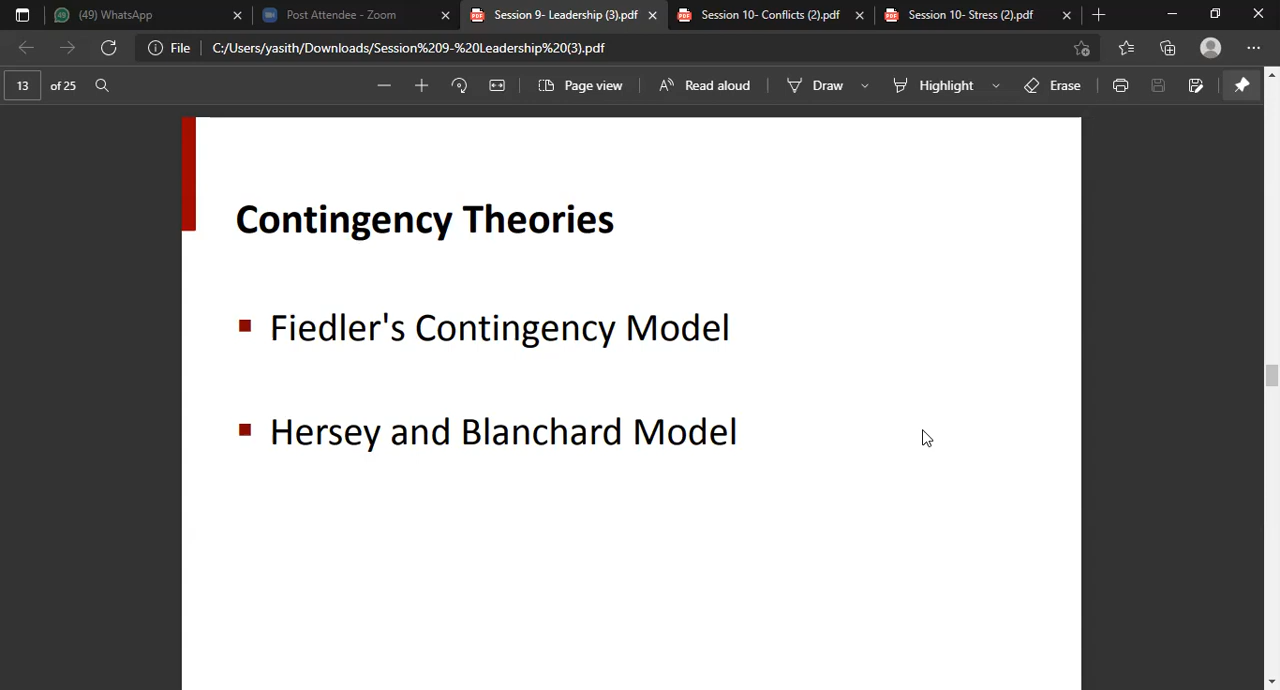 (49) WhatsApp
Post Attendee - Zoom
Session 9- Leadership (3).pdf
Session 10- Conflicts (2).pdf
Session 10- Stress (2).pdf
File C:/Users/yasith/Downloads/Session%209-%20Leadership%20(3).pdf
13 of 25 Page view Read aloud Draw Highlight Erase
Contingency Theories
Fiedler's Contingency Model
Hersey and Blanchard Model